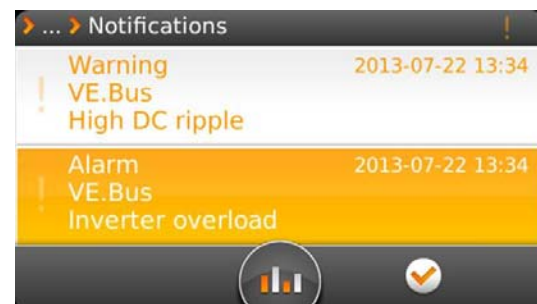 ... Notifications
Warning 2013-07-22 13:34
VE.Bus
High DC ripple
Alarm 2013-07-22 13:34
VE.Bus
Inverter overload